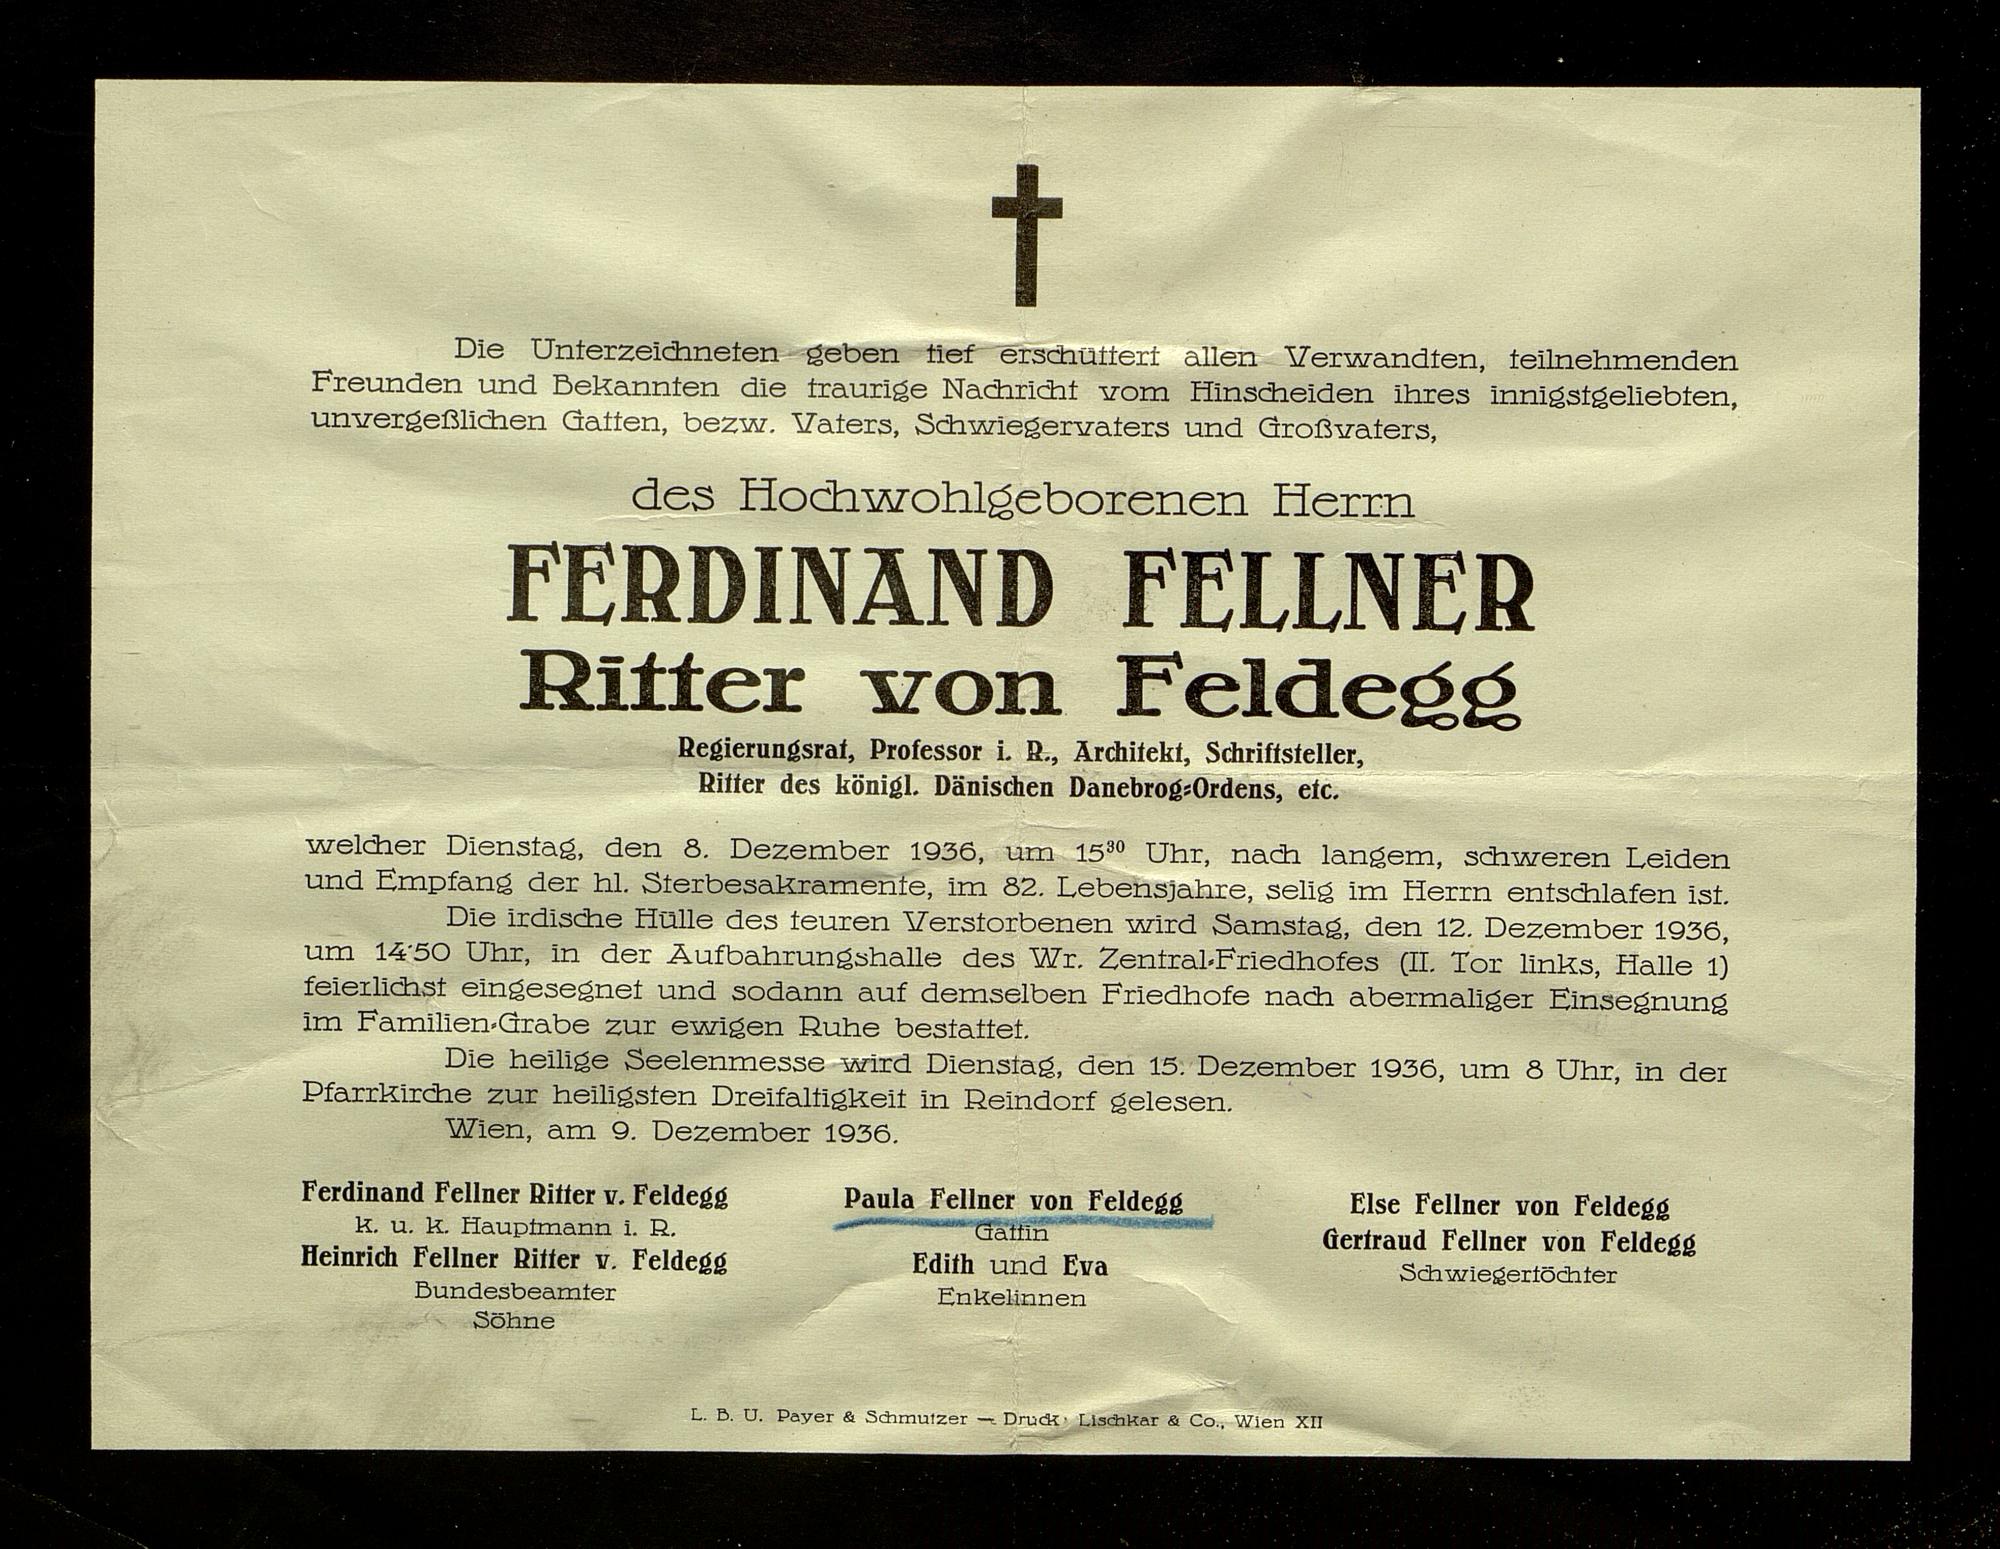 Die Unterzeichneten geben tief erschüttert allen Verwandten, teilnehmenden
Freunden und Bekannten die traurige Nachricht vom Hinscheiden ihres innigstgeliebten,
unvergeßlichen Gatten, bezw. Vaters, Schwiegervaters und Großvaters,
des Hochwohlgeborenen Herrn
FERDINAND FELLNER
Ritter von Feldegg
Regierungsrat, Professor i. R., Architekt, Schriftsteller,
Ritter des königl. Dänischen Danebrog-Ordens, etc.
welcher Dienstag, den 8. Dezember 1936, um 15³⁰ Uhr, nach langem, schweren Leiden
und Empfang der hl. Sterbesakramente, im 82. Lebensjahre, selig im Herrn entschlafen ist.
Die irdische Hülle des teuren Verstorbenen wird Samstag, den 12. Dezember 1936,
um 14·50 Uhr, in der Aufbahrungshalle des Wr. Zentral-Friedhofes (II. Tor links, Halle 1)
feierlichst eingesegnet und sodann auf demselben Friedhofe nach abermaliger Einsegnung
im Familien-Grabe zur ewigen Ruhe bestattet.
Die heilige Seelenmesse wird Dienstag, den 15. Dezember 1936, um 8 Uhr, in der
Pfarrkirche zur heiligsten Dreifaltigkeit in Reindorf gelesen.
Wien, am 9. Dezember 1936.
Ferdinand Fellner Ritter v. Feldegg
k. u. k. Hauptmann i. R.
Heinrich Fellner Ritter v. Feldegg
Bundesbeamter
Söhne
Paula Fellner von Feldegg
Gattin
Edith und Eva
Enkelinnen
Else Fellner von Feldegg
Gertraud Fellner von Feldegg
Schwiegertöchter
L. B. U. Payer & Schmutzer — Druck: Lischkar & Co., Wien XII